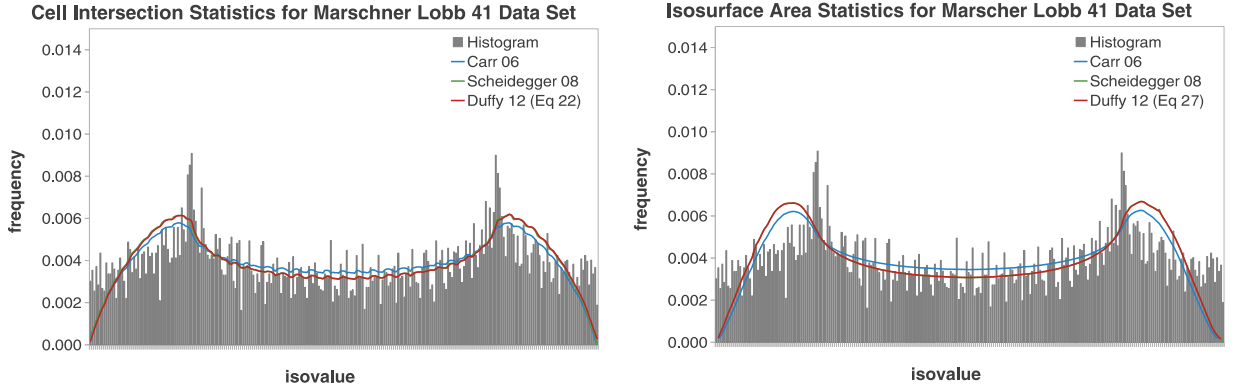 Cell Intersection Statistics for Marschner Lobb 41 Data Set
0.014
0.012
0.010
0.008
0.006
0.004
0.002
0.000
frequency
isovalue
Histogram
Carr 06
Scheidegger 08
Duffy 12 (Eq 22)
Isosurface Area Statistics for Marscher Lobb 41 Data Set
0.014
0.012
0.010
0.008
0.006
0.004
0.002
0.000
frequency
isovalue
Histogram
Carr 06
Scheidegger 08
Duffy 12 (Eq 27)